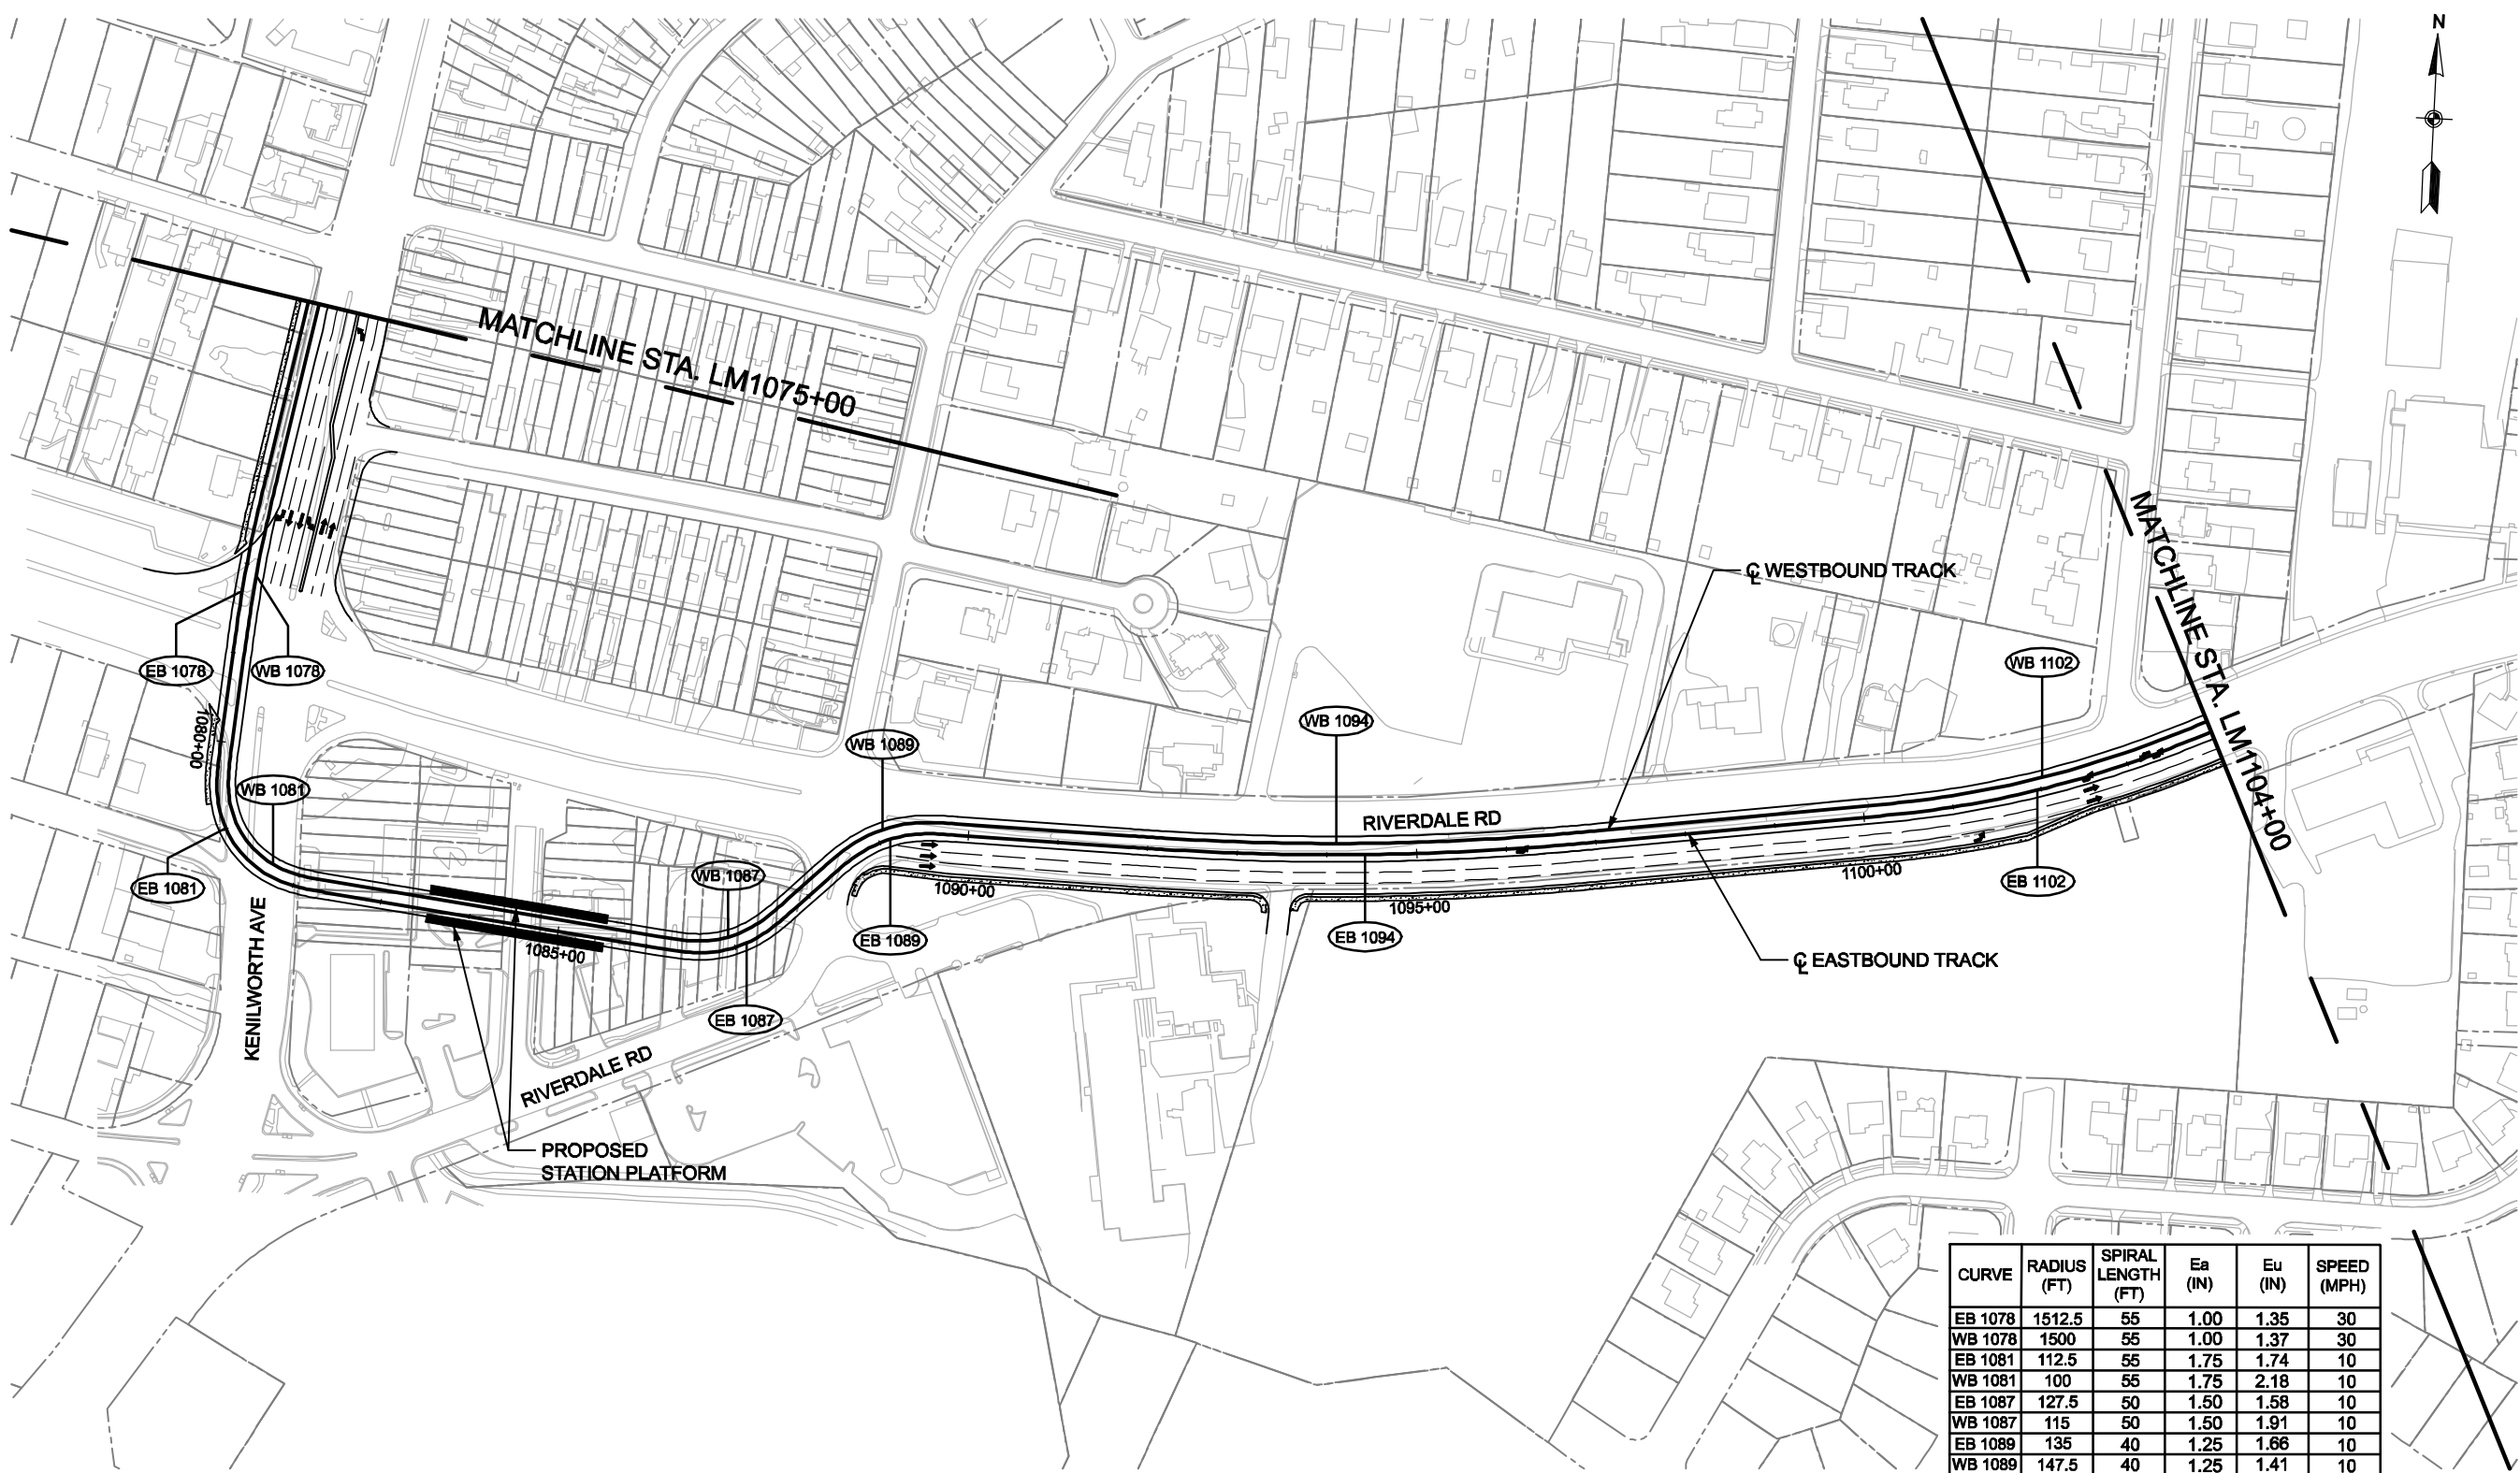 N
MATCHLINE STA. LM1075+00
MATCHLINE STA. LM1104+00
℄ WESTBOUND TRACK
EB 1078
WB 1078
WB 1102
1080+00
WB 1094
WB 1089
WB 1081
RIVERDALE RD
WB 1087
EB 1081
1090+00
1100+00
EB 1102
1095+00
EB 1089
EB 1094
KENILWORTH AVE
1085+00
℄ EASTBOUND TRACK
EB 1087
RIVERDALE RD
PROPOSED
STATION PLATFORM
CURVE RADIUS (FT) SPIRAL LENGTH (FT) Ea (IN) Eu (IN) SPEED (MPH)
EB 1078 1512.5 55 1.00 1.35 30
WB 1078 1500 55 1.00 1.37 30
EB 1081 112.5 55 1.75 1.74 10
WB 1081 100 55 1.75 2.18 10
EB 1087 127.5 50 1.50 1.58 10
WB 1087 115 50 1.50 1.91 10
EB 1089 135 40 1.25 1.66 10
WB 1089 147.5 40 1.25 1.41 10